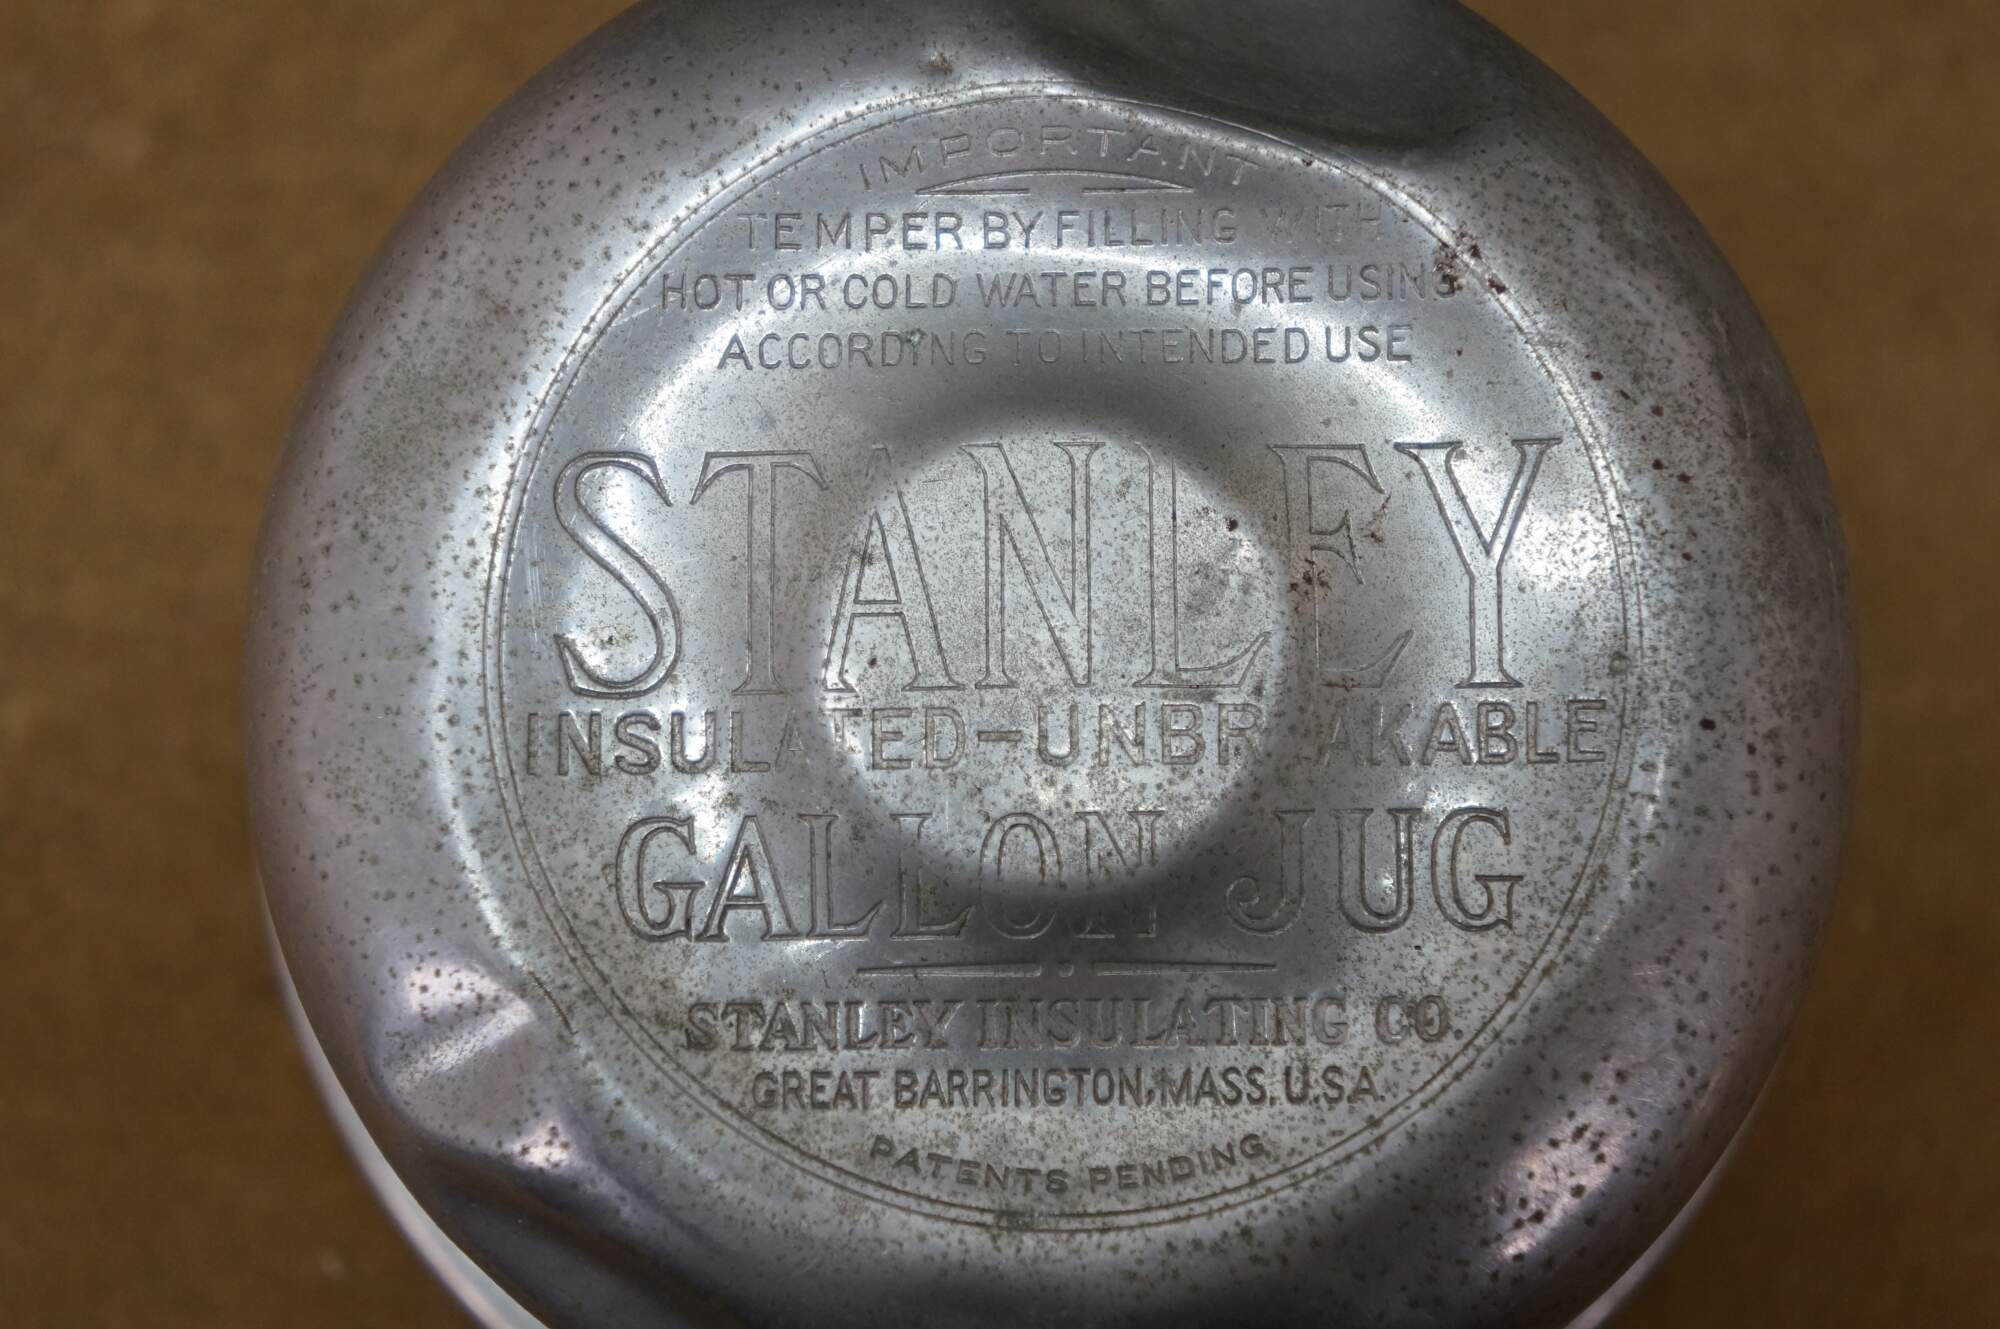 IMPORTANT
TEMPER BY FILLING WITH
HOT OR COLD WATER BEFORE USING
ACCORDING TO INTENDED USE
STANLEY
INSULATED-UNBREAKABLE
GALLON JUG
STANLEY INSULATING CO.
GREAT BARRINGTON, MASS. U.S.A.
PATENTS PENDING